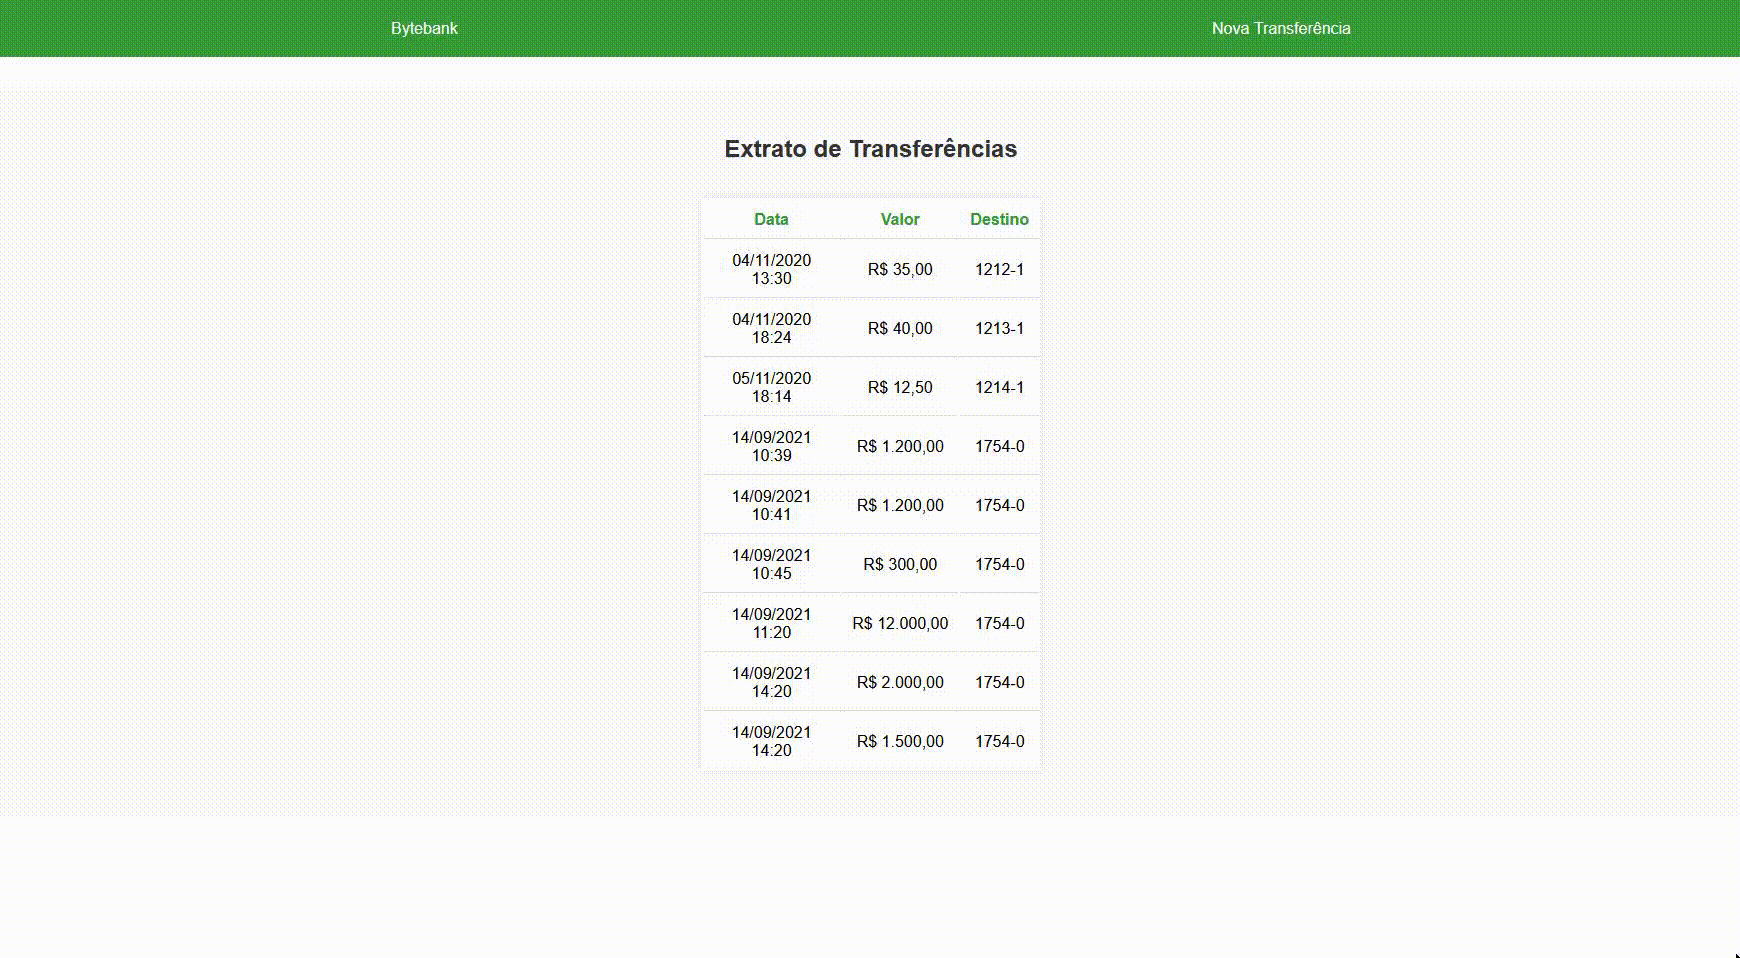 Bytebank Nova Transferência
Extrato de Transferências
Data Valor Destino
04/11/2020
13:30 R$ 35,00 1212-1
04/11/2020
18:24 R$ 40,00 1213-1
05/11/2020
18:14 R$ 12,50 1214-1
14/09/2021
10:39 R$ 1.200,00 1754-0
14/09/2021
10:41 R$ 1.200,00 1754-0
14/09/2021
10:45 R$ 300,00 1754-0
14/09/2021
11:20 R$ 12.000,00 1754-0
14/09/2021
14:20 R$ 2.000,00 1754-0
14/09/2021
14:20 R$ 1.500,00 1754-0